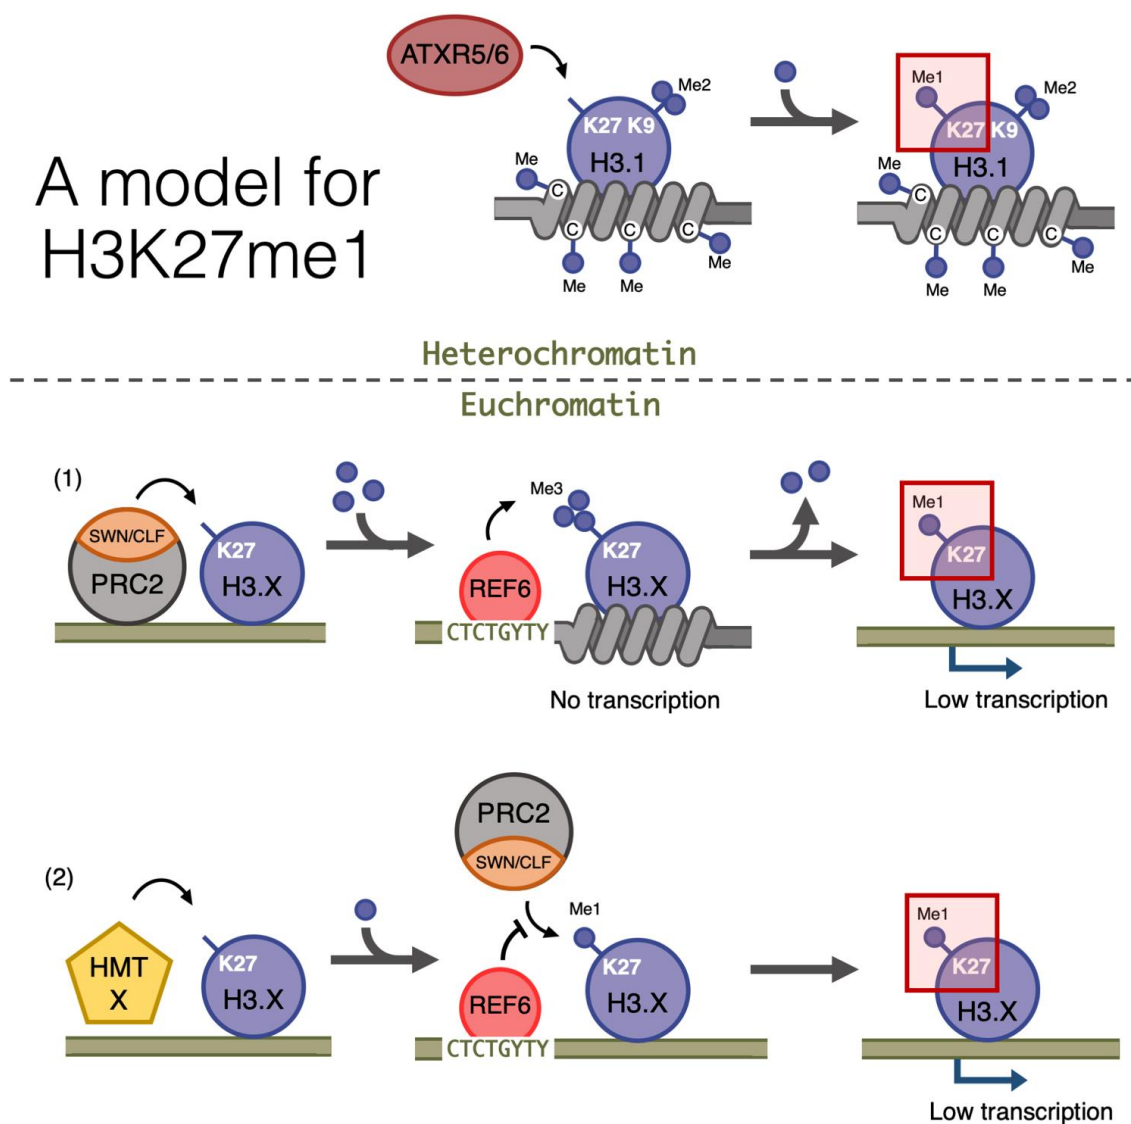 A model for
H3K27me1
ATXR5/6
Me2
K27 K9
H3.1
Me
C
C
C
C
Me
Me
Me
Me1
Me2
K27 K9
H3.1
Me
C
C
C
C
Me
Me
Me
Heterochromatin
Euchromatin
(1)
SWN/CLF
PRC2
K27
H3.X
Me3
REF6
K27
H3.X
CTCTGYTY
No transcription
Me1
K27
H3.X
Low transcription
(2)
HMT
X
K27
H3.X
PRC2
SWN/CLF
Me1
REF6
K27
H3.X
CTCTGYTY
Me1
K27
H3.X
Low transcription